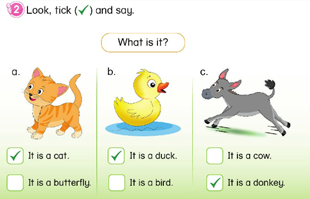 2 Look, tick (✓) and say.
What is it?
a. b. c.
✓ It is a cat. ✓ It is a duck. It is a cow.
It is a butterfly. It is a bird. ✓ It is a donkey.